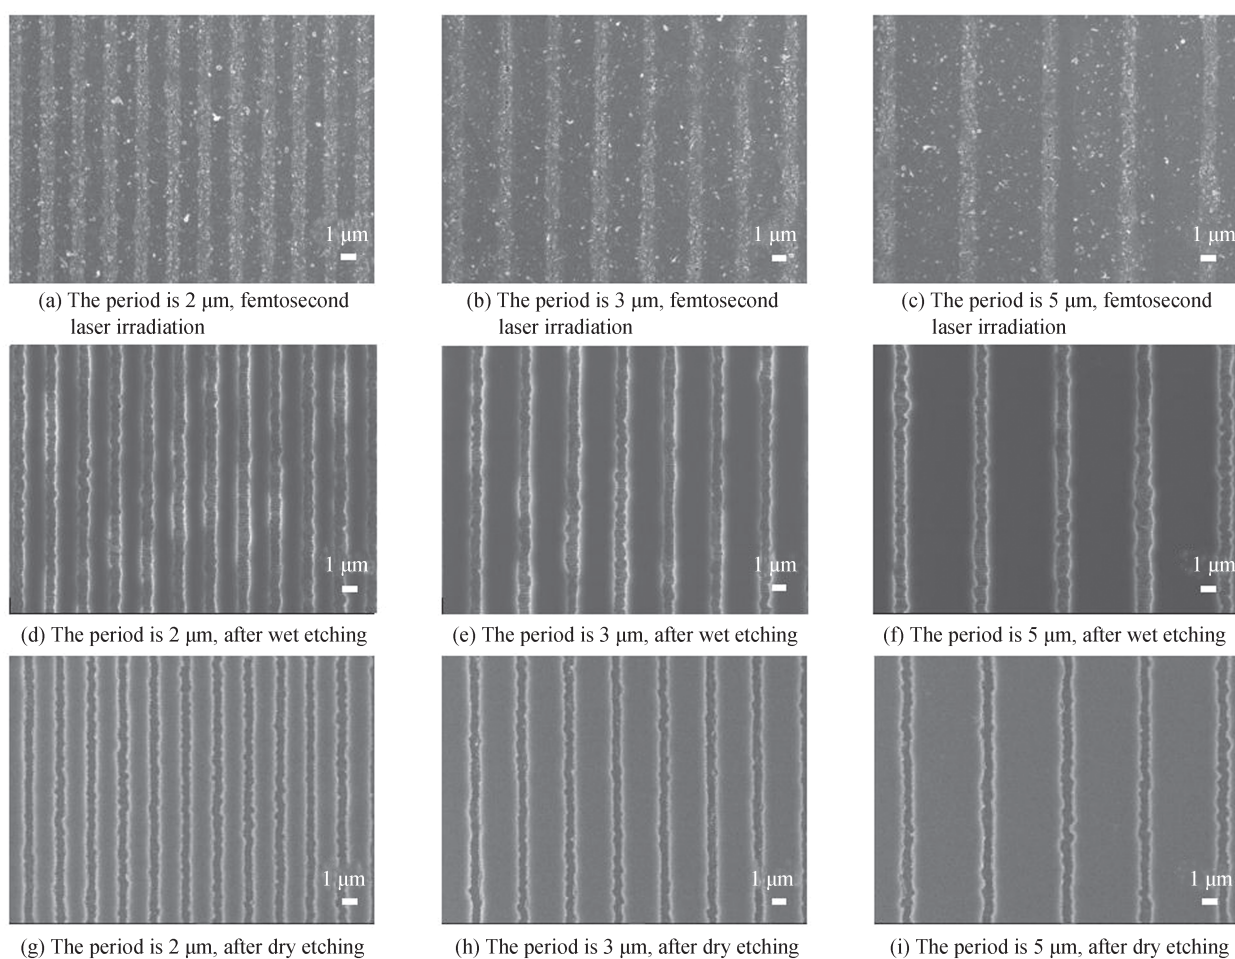 1 μm
1 μm
1 μm
(a) The period is 2 μm, femtosecond
laser irradiation
(b) The period is 3 μm, femtosecond
laser irradiation
(c) The period is 5 μm, femtosecond
laser irradiation
1 μm
1 μm
1 μm
(d) The period is 2 μm, after wet etching
(e) The period is 3 μm, after wet etching
(f) The period is 5 μm, after wet etching
1 μm
1 μm
1 μm
(g) The period is 2 μm, after dry etching
(h) The period is 3 μm, after dry etching
(i) The period is 5 μm, after dry etching